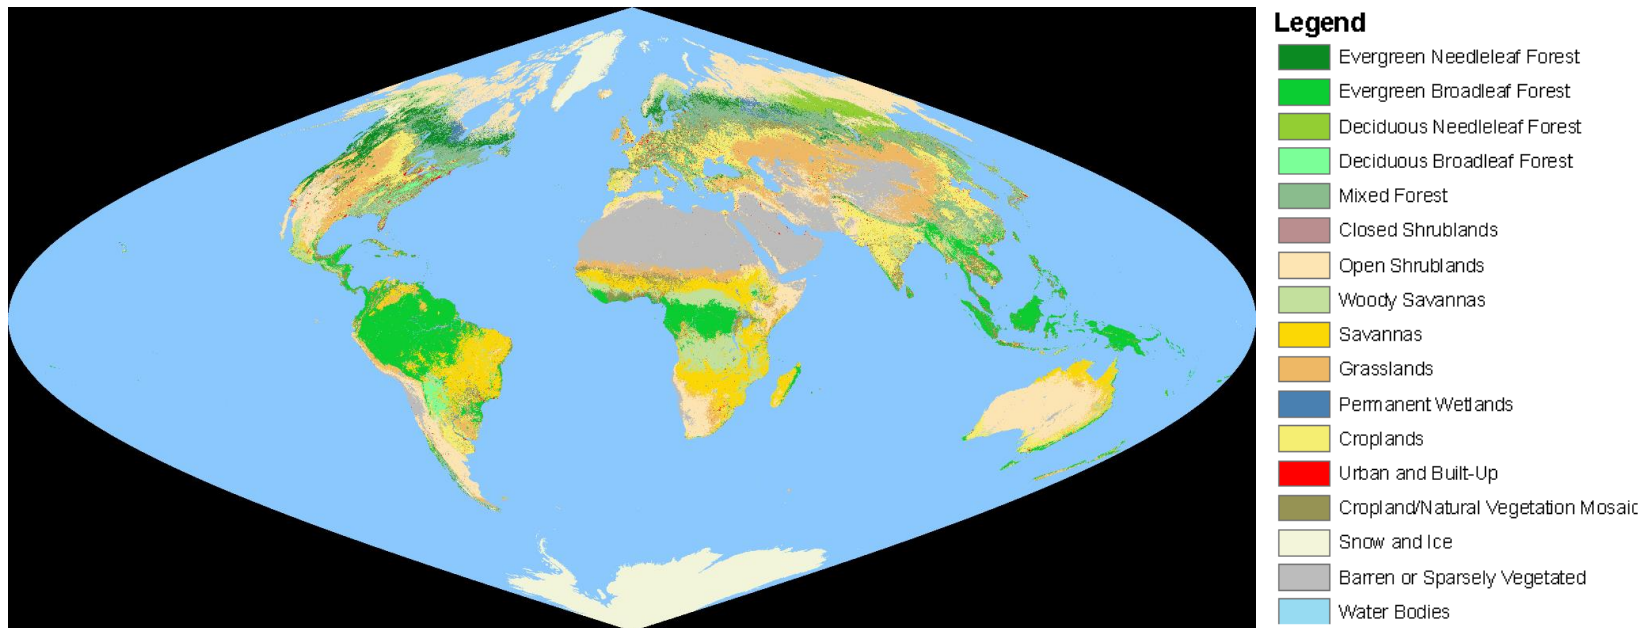 Legend
Evergreen Needleleaf Forest
Evergreen Broadleaf Forest
Deciduous Needleleaf Forest
Deciduous Broadleaf Forest
Mixed Forest
Closed Shrublands
Open Shrublands
Woody Savannas
Savannas
Grasslands
Permanent Wetlands
Croplands
Urban and Built-Up
Cropland/Natural Vegetation Mosaic
Snow and Ice
Barren or Sparsely Vegetated
Water Bodies